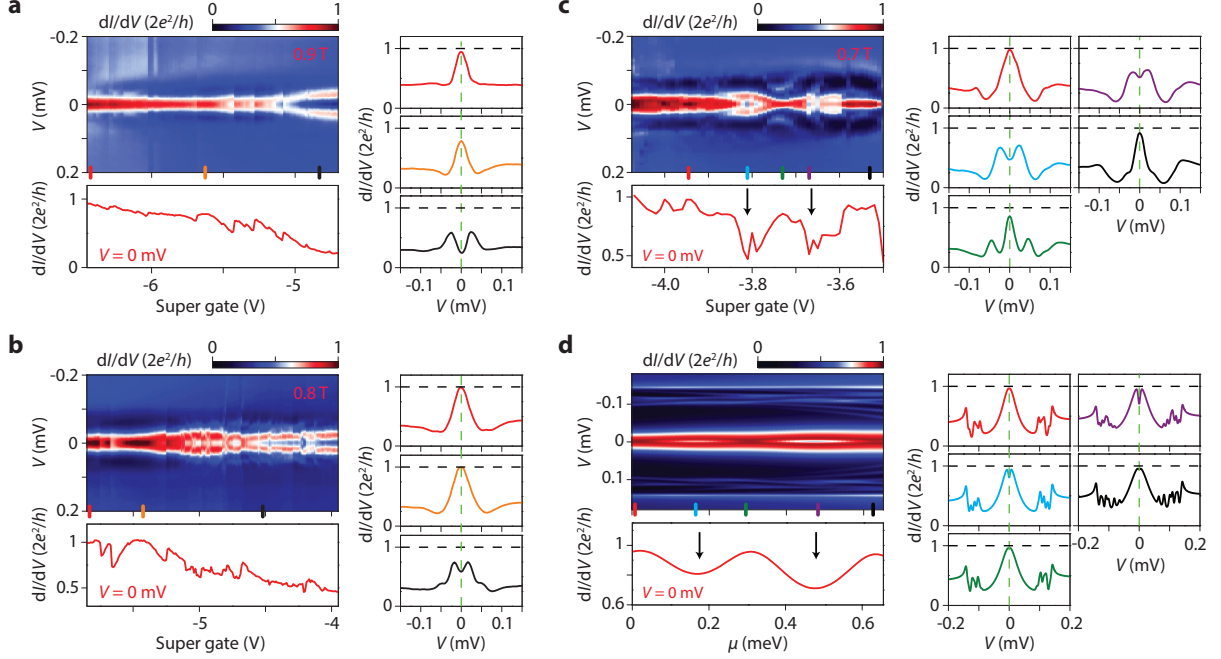 a
dI/dV (2e²/h)
0
1
-0.2
0
0.2
V (mV)
0.9 T
1
0
dI/dV (2e²/h)
V = 0 mV
-6
-5
Super gate (V)
1
0
1
0
1
0
dI/dV (2e²/h)
-0.1
0
0.1
V (mV)
b
dI/dV (2e²/h)
0
1
-0.2
0
0.2
V (mV)
0.8 T
1
0.5
dI/dV (2e²/h)
V = 0 mV
-5
-4
Super gate (V)
1
0
1
0
1
0
dI/dV (2e²/h)
-0.1
0
0.1
V (mV)
c
dI/dV (2e²/h)
0
1
-0.2
0
0.2
V (mV)
0.7 T
1
0.5
dI/dV (2e²/h)
V = 0 mV
-4.0
-3.8
-3.6
Super gate (V)
1
0
1
0
1
0
dI/dV (2e²/h)
-0.1
0
0.1
V (mV)
-0.1
0
0.1
V (mV)
d
dI/dV (2e²/h)
0
1
-0.1
0
0.1
V (mV)
1
0.6
dI/dV (2e²/h)
V = 0 mV
0
0.2
0.4
0.6
μ (meV)
1
0
1
0
1
0
dI/dV (2e²/h)
-0.2
0
0.2
V (mV)
-0.2
0
0.2
V (mV)